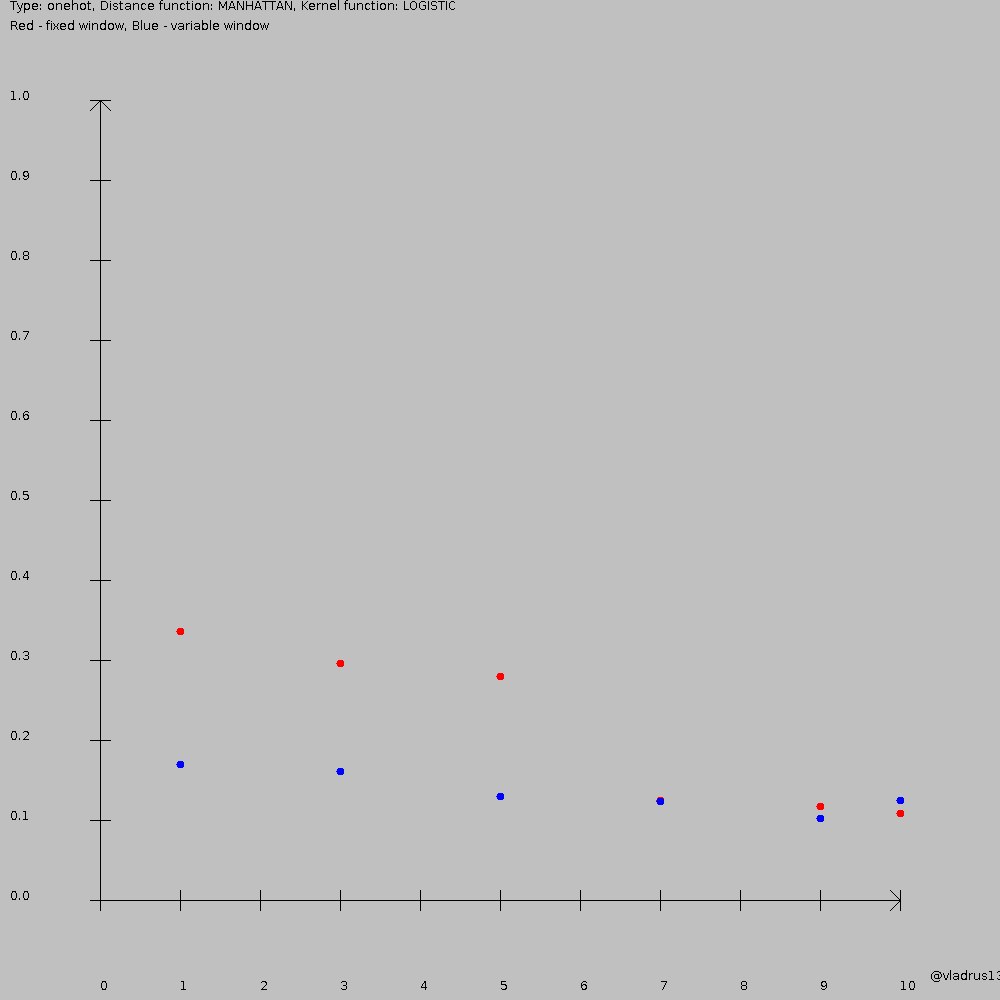 Type: onehot, Distance function: MANHATTAN, Kernel function: LOGISTIC
Red - fixed window, Blue - variable window
1.0
0.9
0.8
0.7
0.6
0.5
0.4
0.3
0.2
0.1
0.0
0 1 2 3 4 5 6 7 8 9 10
@vladrus13